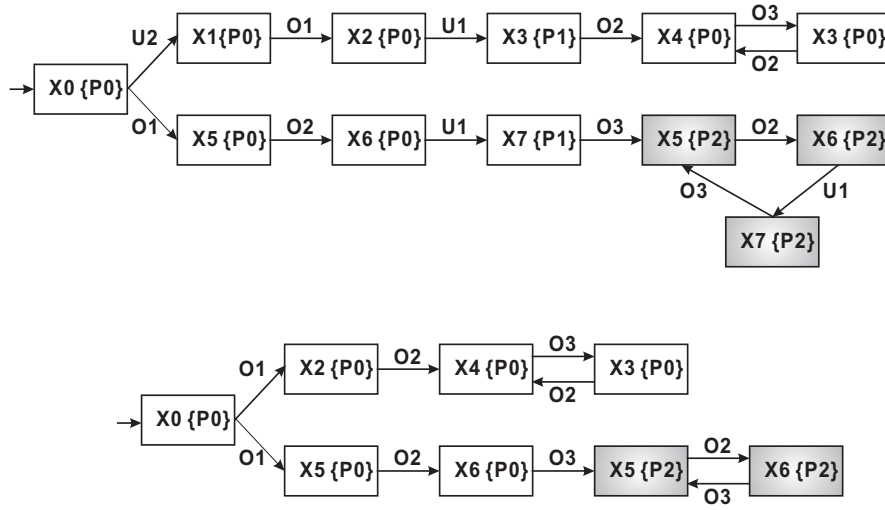 O3
U2
X1{P0}
O1
X2 {P0}
U1
X3 {P1}
O2
X4 {P0}
X3 {P0}
O2
X0 {P0}
O1
X5 {P0}
O2
X6 {P0}
U1
X7 {P1}
O3
X5 {P2}
O2
X6 {P2}
O3
U1
X7 {P2}
O1
X2 {P0}
O2
X4 {P0}
O3
X3 {P0}
O2
X0 {P0}
O1
X5 {P0}
O2
X6 {P0}
O3
X5 {P2}
O2
X6 {P2}
O3